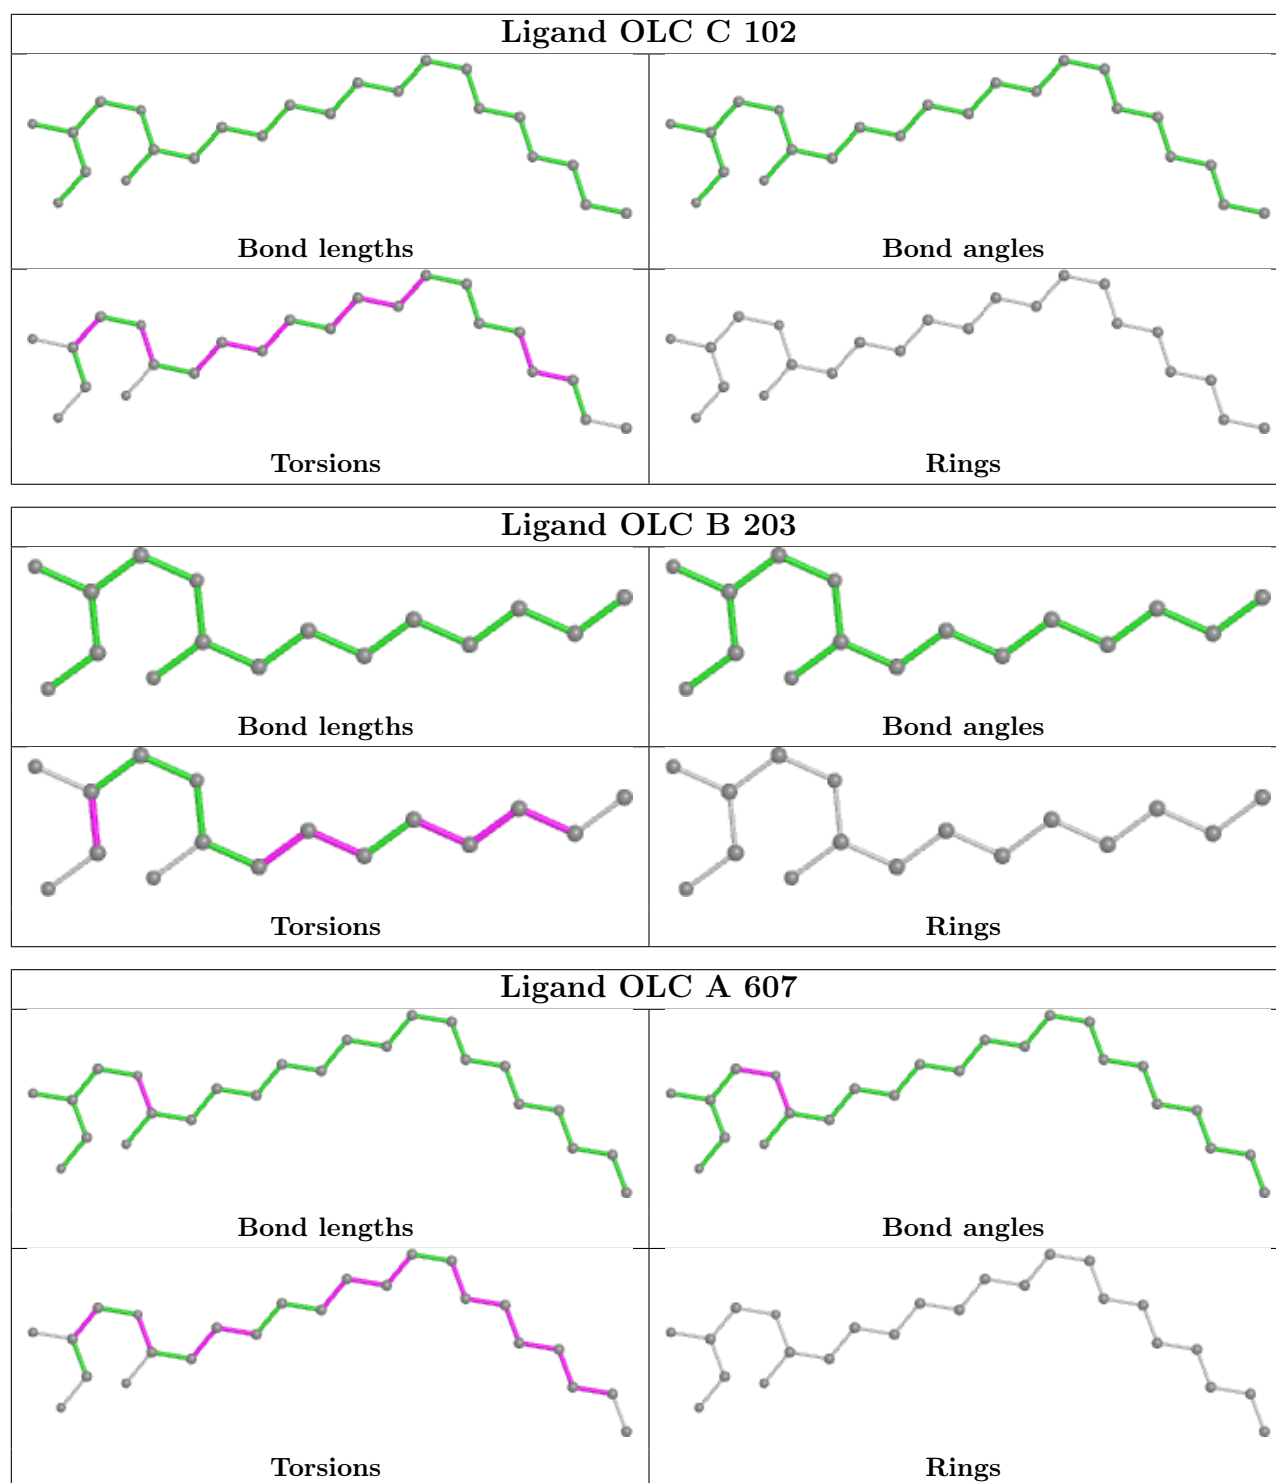 Ligand OLC C 102
Bond lengths
Bond angles
Torsions
Rings
Ligand OLC B 203
Bond lengths
Bond angles
Torsions
Rings
Ligand OLC A 607
Bond lengths
Bond angles
Torsions
Rings